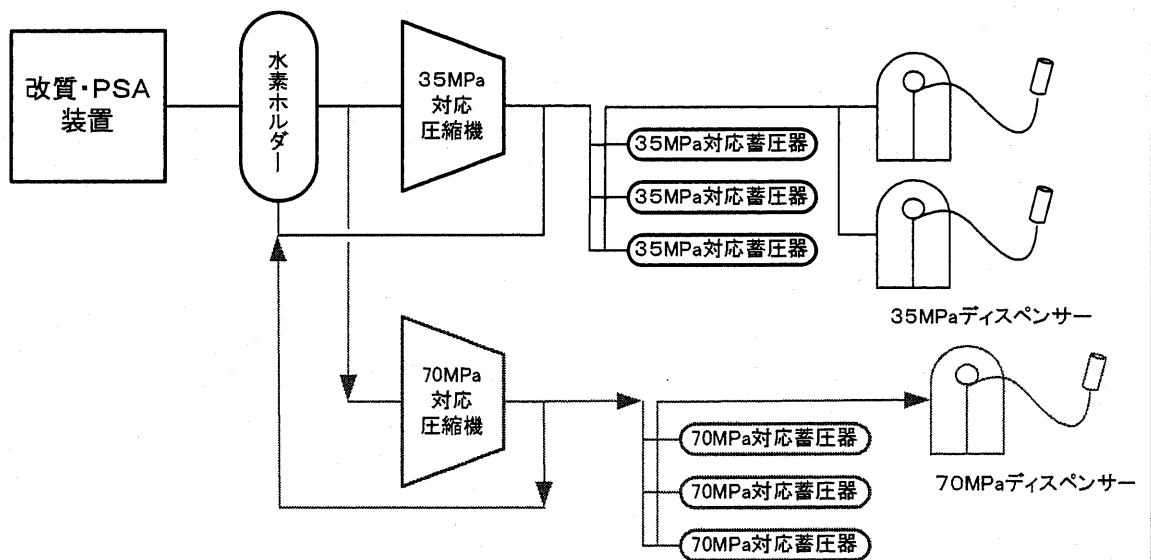 改質・PSA
装置
水素ホルダー
35MPa
対応
圧縮機
35MPa対応蓄圧器
35MPa対応蓄圧器
35MPa対応蓄圧器
35MPaディスペンサー
70MPa
対応
圧縮機
70MPa対応蓄圧器
70MPa対応蓄圧器
70MPa対応蓄圧器
70MPaディスペンサー